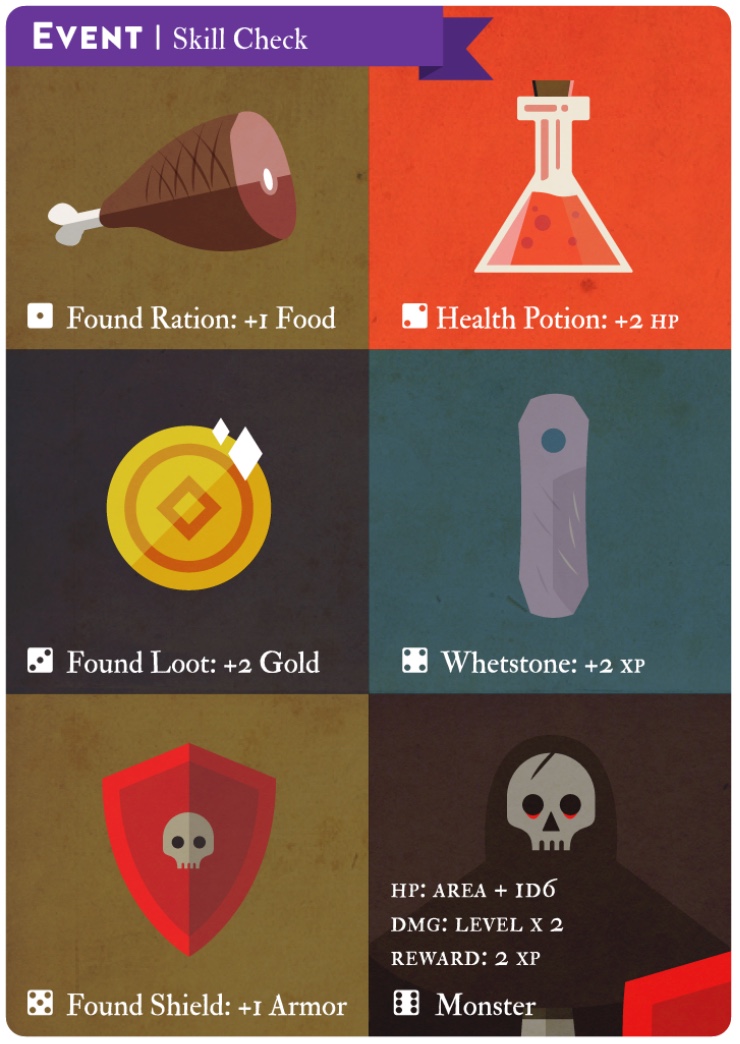 EVENT | Skill Check
Found Ration: +1 Food
Health Potion: +2 HP
Found Loot: +2 Gold
Whetstone: +2 XP
Found Shield: +1 Armor
HP: AREA + 1D6
DMG: LEVEL X 2
REWARD: 2 XP
Monster